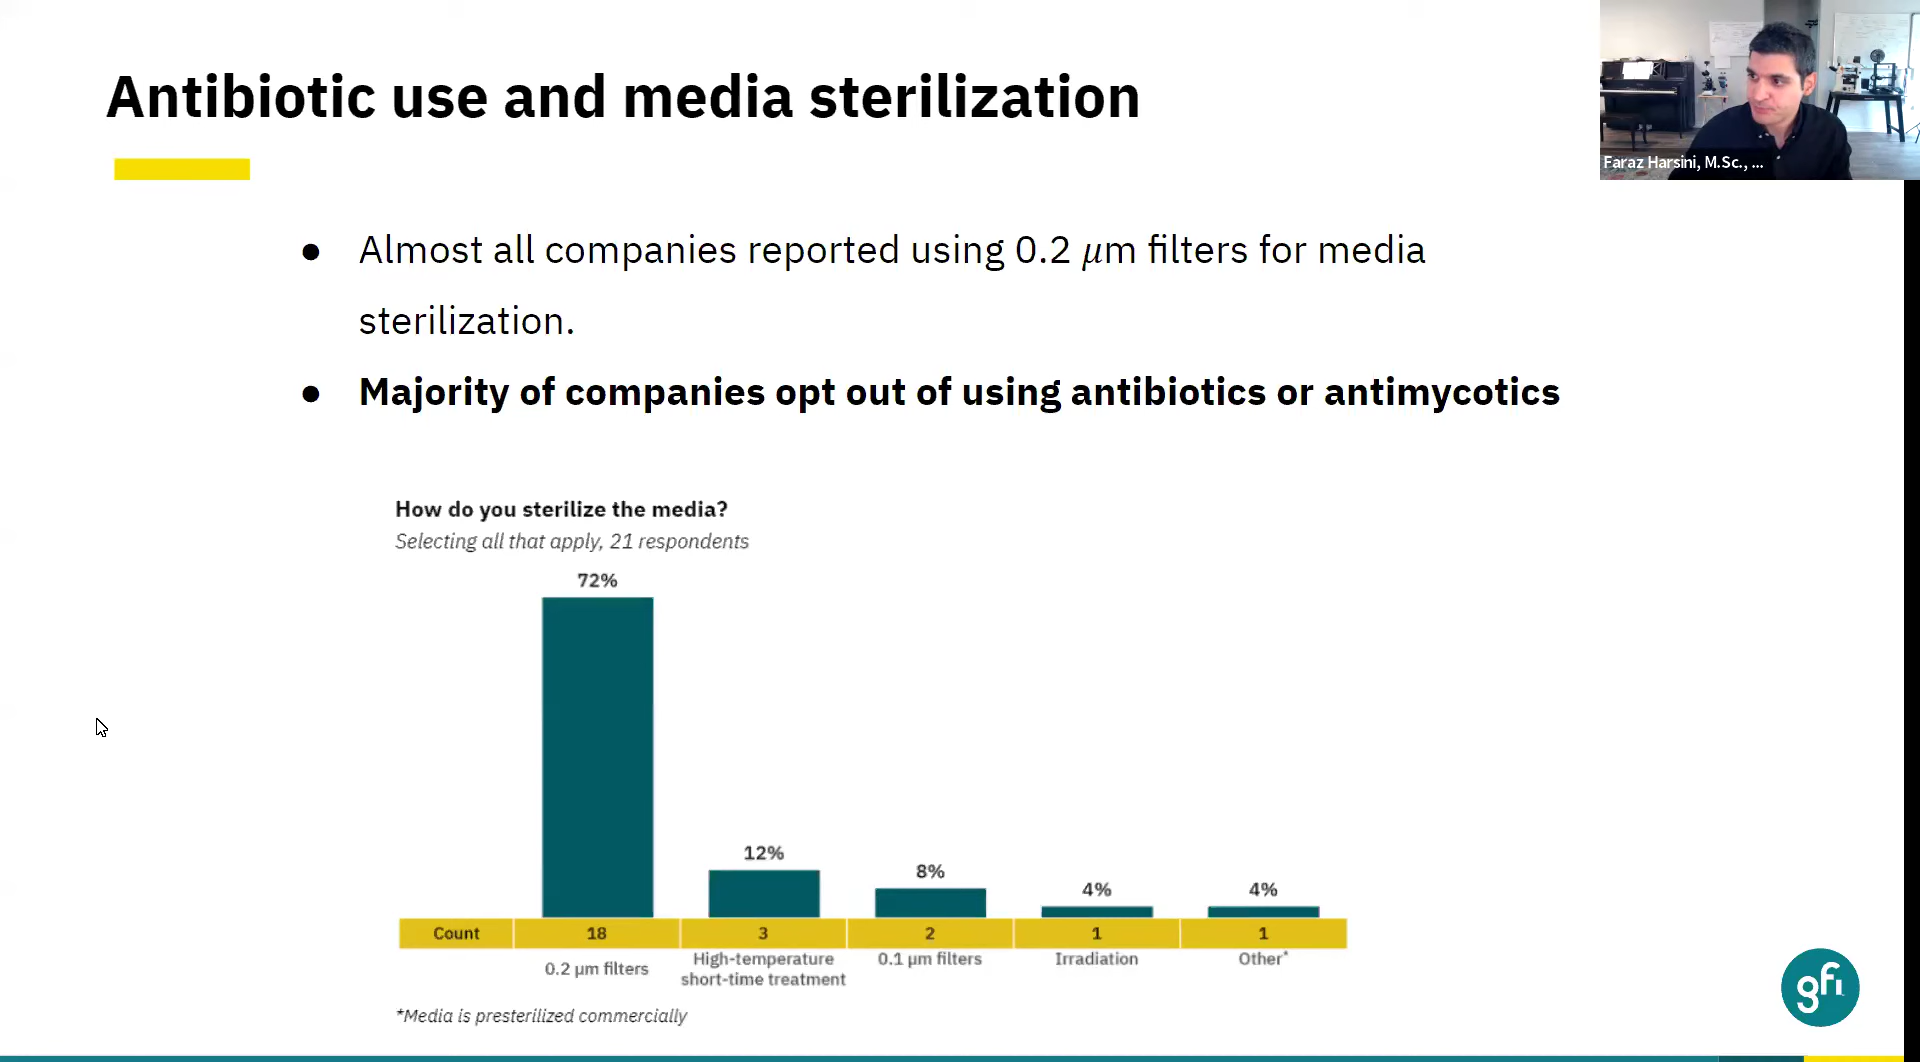 Antibiotic use and media sterilization
Faraz Harsini, M.Sc., ...
● Almost all companies reported using 0.2 μm filters for media
sterilization.
● Majority of companies opt out of using antibiotics or antimycotics
How do you sterilize the media?
Selecting all that apply, 21 respondents
72%
12%
8%
4%
4%
Count 18 3 2 1 1
0.2 μm filters
High-temperature
short-time treatment
0.1 μm filters
Irradiation
Other*
*Media is presterilized commercially
gfi